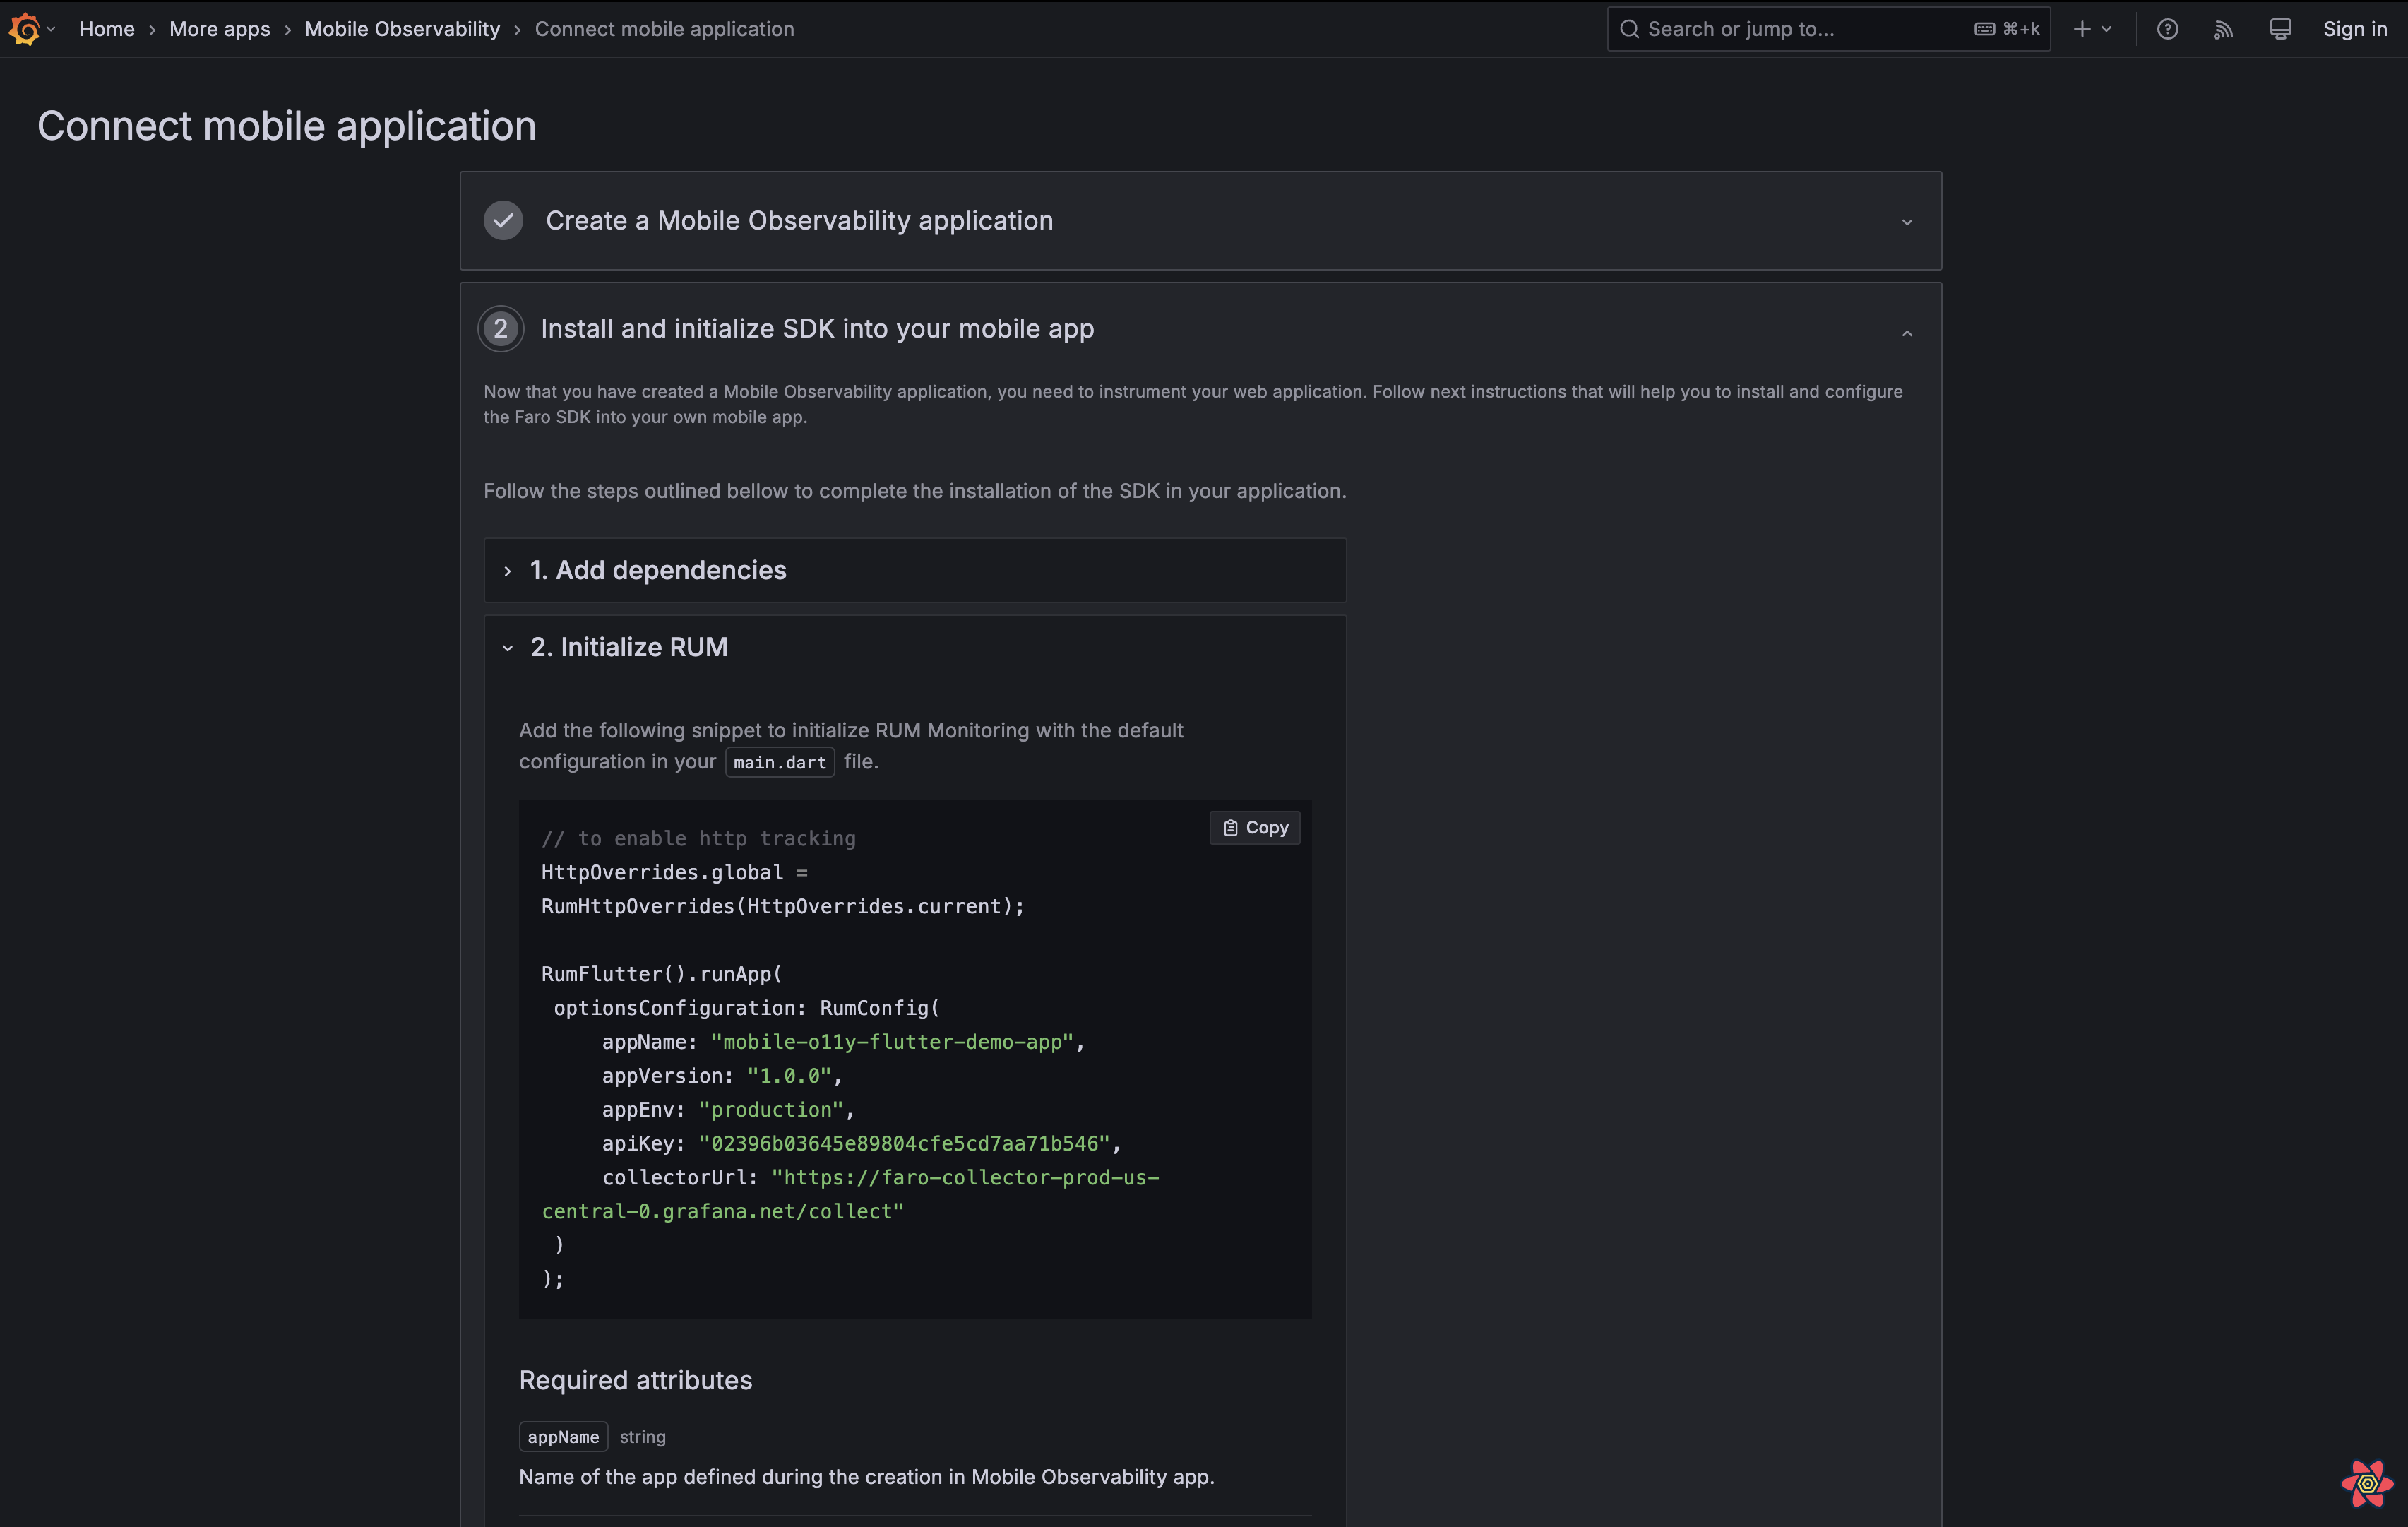 Home › More apps › Mobile Observability › Connect mobile application
Search or jump to... ⌘+k
Sign in
Connect mobile application
Create a Mobile Observability application
2 Install and initialize SDK into your mobile app
Now that you have created a Mobile Observability application, you need to instrument your web application. Follow next instructions that will help you to install and configure
the Faro SDK into your own mobile app.
Follow the steps outlined bellow to complete the installation of the SDK in your application.
1. Add dependencies
2. Initialize RUM
Add the following snippet to initialize RUM Monitoring with the default
configuration in your main.dart file.
Copy
// to enable http tracking
HttpOverrides.global =
RumHttpOverrides(HttpOverrides.current);
RumFlutter().runApp(
optionsConfiguration: RumConfig(
appName: "mobile-o11y-flutter-demo-app",
appVersion: "1.0.0",
appEnv: "production",
apiKey: "02396b03645e89804cfe5cd7aa71b546",
collectorUrl: "https://faro-collector-prod-us-
central-0.grafana.net/collect"
)
);
Required attributes
appName string
Name of the app defined during the creation in Mobile Observability app.